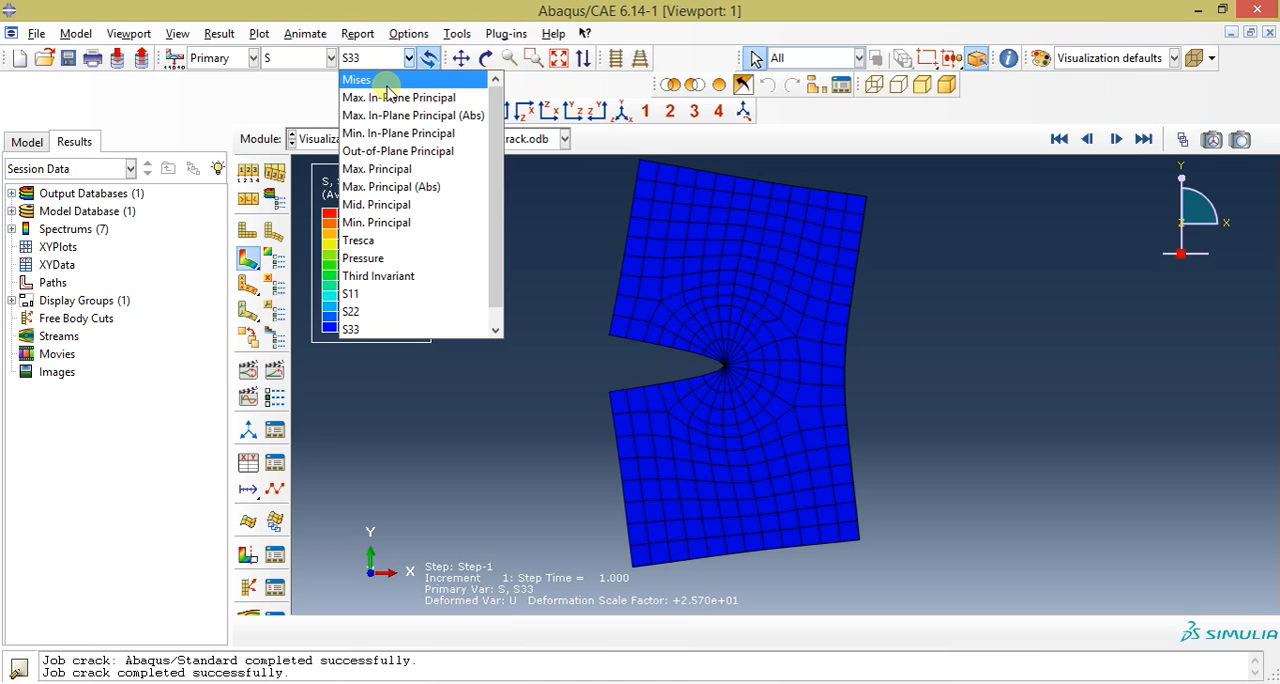 Abaqus/CAE 6.14-1 [Viewport: 1]
File Model Viewport View Result Plot Animate Report Options Tools Plug-ins Help
Primary S S33 All Visualization defaults
Mises
Max. In-Plane Principal
Max. In-Plane Principal (Abs)
Min. In-Plane Principal
Out-of-Plane Principal
Max. Principal
Max. Principal (Abs)
Mid. Principal
Min. Principal
Tresca
Pressure
Third Invariant
S11
S22
S33
1 2 3 4
Model Results
Module:
Session Data
Output Databases (1)
Model Database (1)
Spectrums (7)
XYPlots
XYData
Paths
Display Groups (1)
Free Body Cuts
Streams
Movies
Images
Y
X
Z
Y
X
Step: Step-1
Increment 1: Step Time = 1.000
Primary Var: S, S33
Deformed Var: U Deformation Scale Factor: +2.570e+01
SIMULIA
Job crack: Abaqus/Standard completed successfully.
Job crack completed successfully.